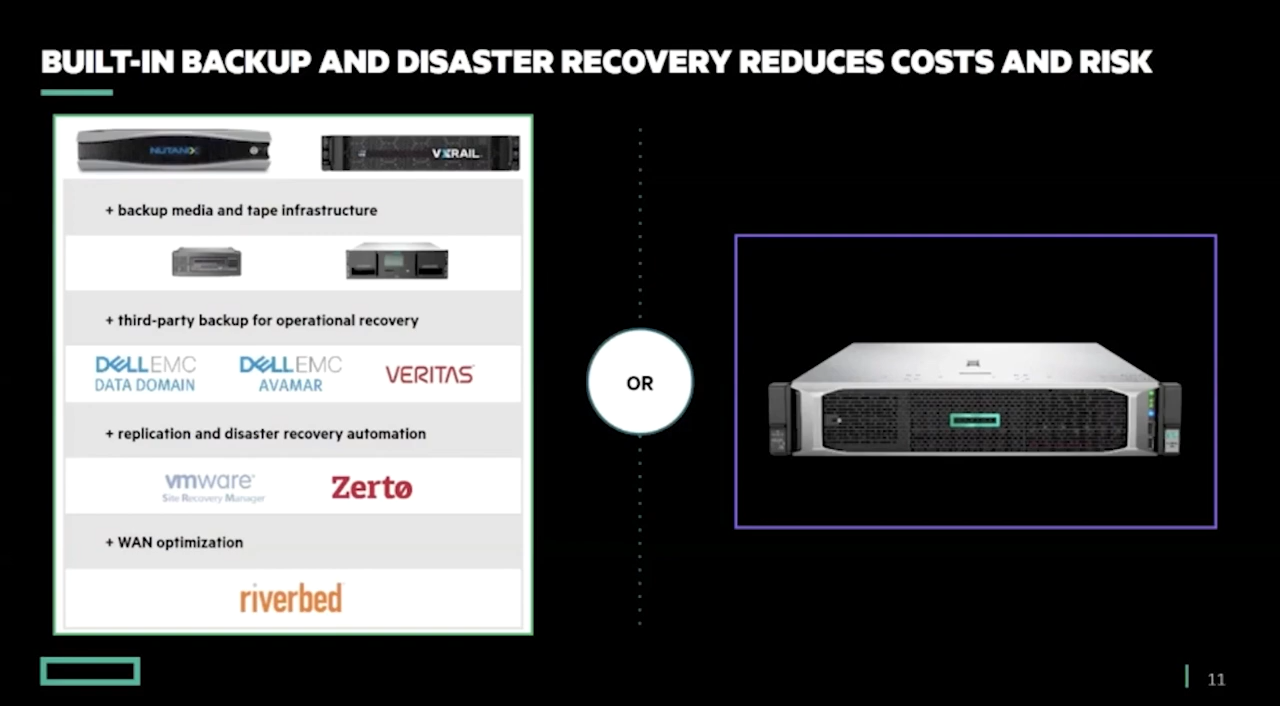 BUILT-IN BACKUP AND DISASTER RECOVERY REDUCES COSTS AND RISK
NUTANIX
VXRAIL
+ backup media and tape infrastructure
+ third-party backup for operational recovery
DELLEMC
DATA DOMAIN
DELLEMC
AVAMAR
VERITAS
+ replication and disaster recovery automation
vmware
Site Recovery Manager
Zerto
+ WAN optimization
riverbed
OR
11